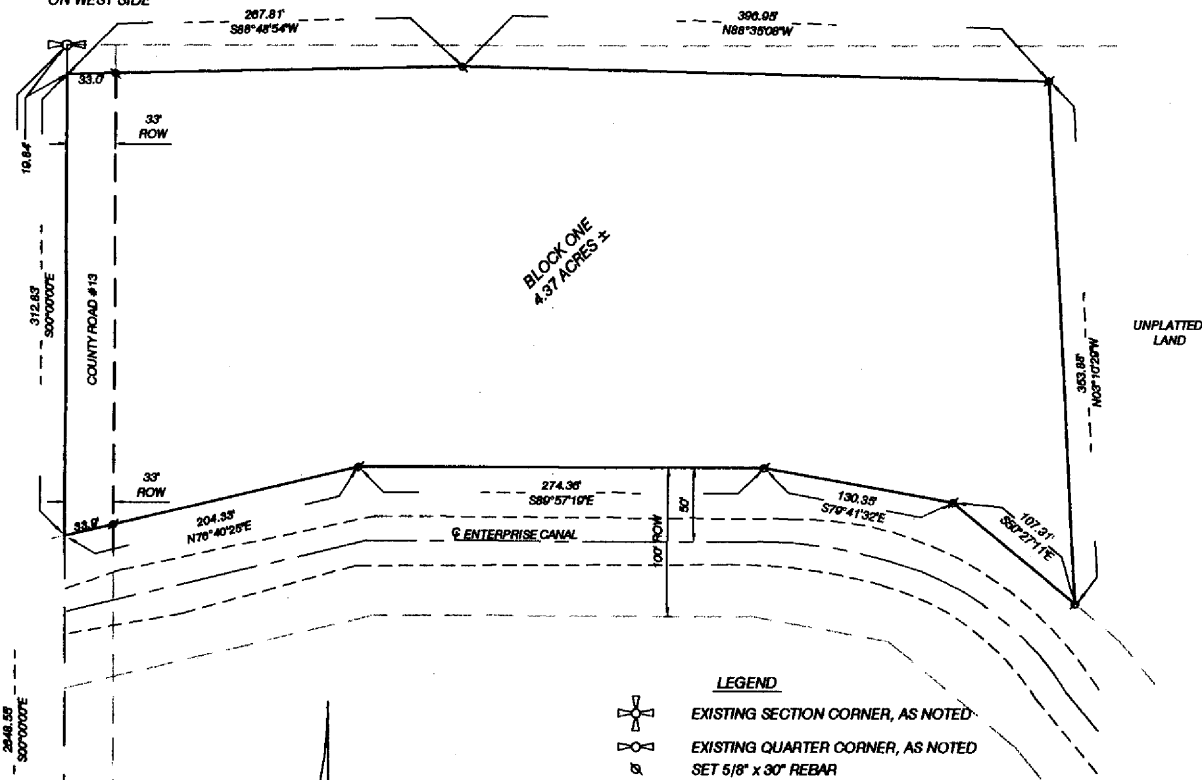 ON WEST SIDE
267.81'
S88°48'54"W
396.95'
N88°35'08"W
33.0'
33'
ROW
19.84'
312.63'
S00°00'00"E
COUNTY ROAD #13
BLOCK ONE
4.37 ACRES ±
UNPLATTED
LAND
353.88'
N03°10'29"W
33'
ROW
33.9'
204.33'
N76°40'25"E
274.36'
S89°57'19"E
50'
100' ROW
130.35'
S79°41'32"E
107.31'
S50°27'11"E
℄ ENTERPRISE CANAL
2648.58'
S00°00'00"E
LEGEND
EXISTING SECTION CORNER, AS NOTED
EXISTING QUARTER CORNER, AS NOTED
SET 5/8" x 30" REBAR